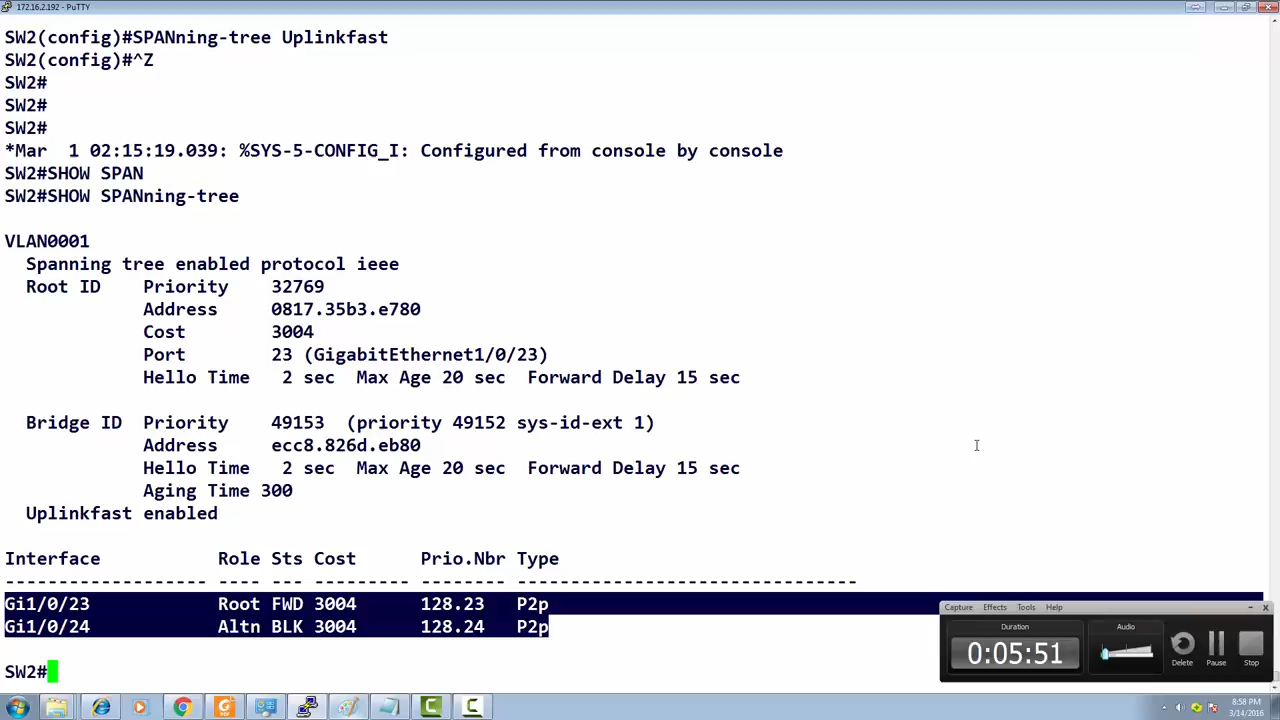 172.16.2.192 - PuTTY
SW2(config)#SPANning-tree Uplinkfast
SW2(config)#^Z
SW2#
SW2#
SW2#
*Mar  1 02:15:19.039: %SYS-5-CONFIG_I: Configured from console by console
SW2#SHOW SPAN
SW2#SHOW SPANning-tree
VLAN0001
  Spanning tree enabled protocol ieee
  Root ID    Priority    32769
             Address     0817.35b3.e780
             Cost        3004
             Port        23 (GigabitEthernet1/0/23)
             Hello Time   2 sec  Max Age 20 sec  Forward Delay 15 sec
  Bridge ID  Priority    49153  (priority 49152 sys-id-ext 1)
             Address     ecc8.826d.eb80
             Hello Time   2 sec  Max Age 20 sec  Forward Delay 15 sec
             Aging Time 300
  Uplinkfast enabled
Interface           Role Sts Cost      Prio.Nbr Type
------------------- ---- --- --------- -------- --------------------------------
Gi1/0/23            Root FWD 3004      128.23   P2p
Gi1/0/24            Altn BLK 3004      128.24   P2p
SW2#
Capture Effects Tools Help
Duration
Audio
0:05:51
Delete Pause Stop
8:58 PM
3/14/2016